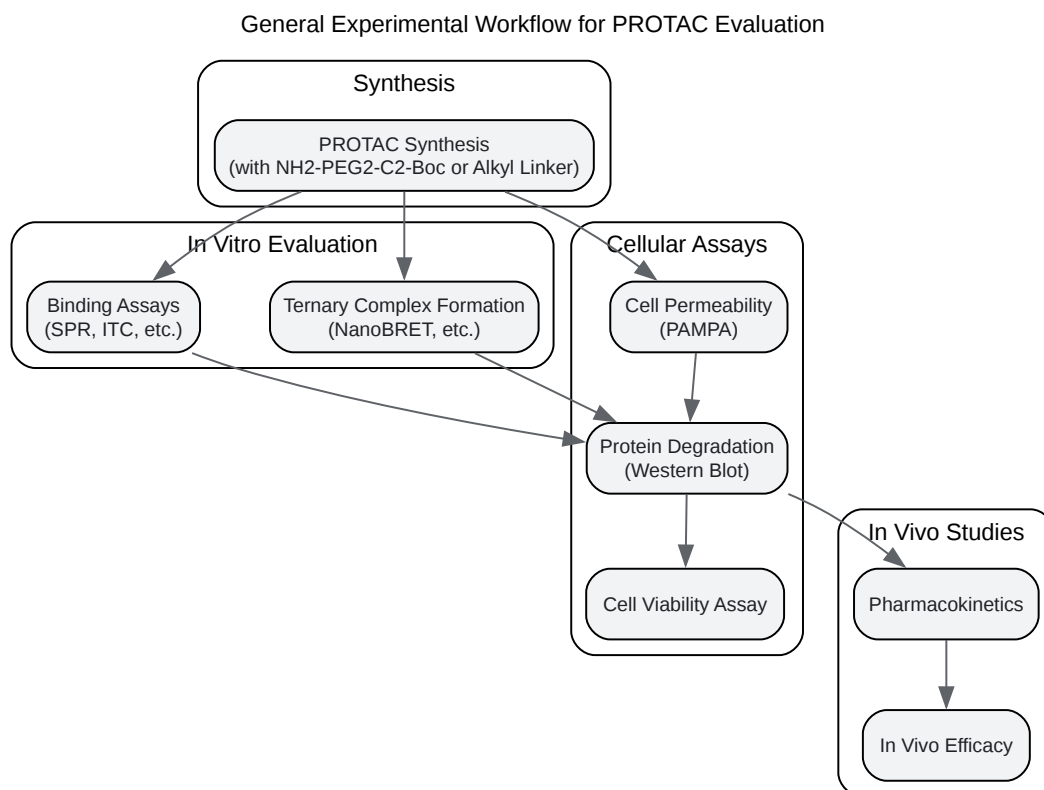 General Experimental Workflow for PROTAC Evaluation
Synthesis
PROTAC Synthesis
(with NH2-PEG2-C2-Boc or Alkyl Linker)
In Vitro Evaluation
Binding Assays
(SPR, ITC, etc.)
Ternary Complex Formation
(NanoBRET, etc.)
Cellular Assays
Cell Permeability
(PAMPA)
Protein Degradation
(Western Blot)
Cell Viability Assay
In Vivo Studies
Pharmacokinetics
In Vivo Efficacy